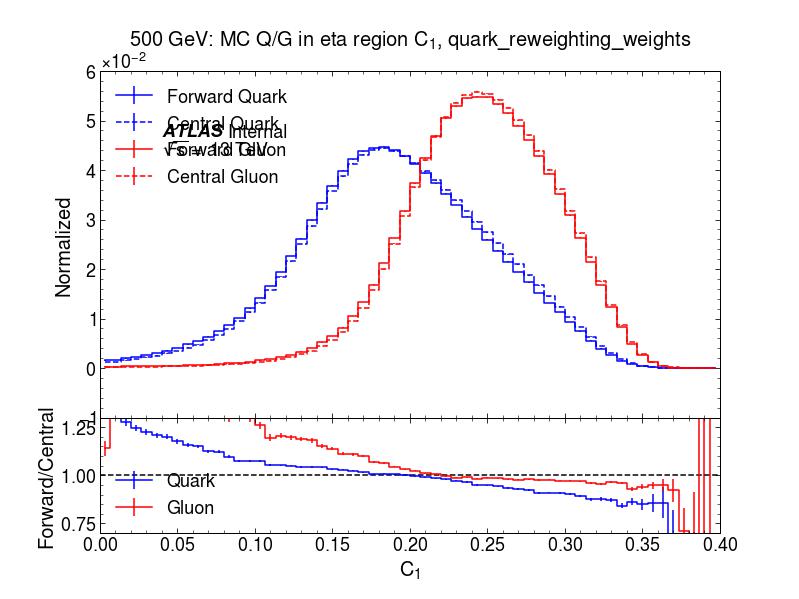 500 GeV: MC Q/G in eta region C₁, quark_reweighting_weights
×10⁻²
6
5
4
3
2
1
0
1
Normalized
Forward Quark
Central Quark
ATLAS Internal
Forward Gluon
√s = 13 TeV
Central Gluon
1.25
1.00
0.75
Forward/Central
Quark
Gluon
0.00 0.05 0.10 0.15 0.20 0.25 0.30 0.35 0.40
C₁